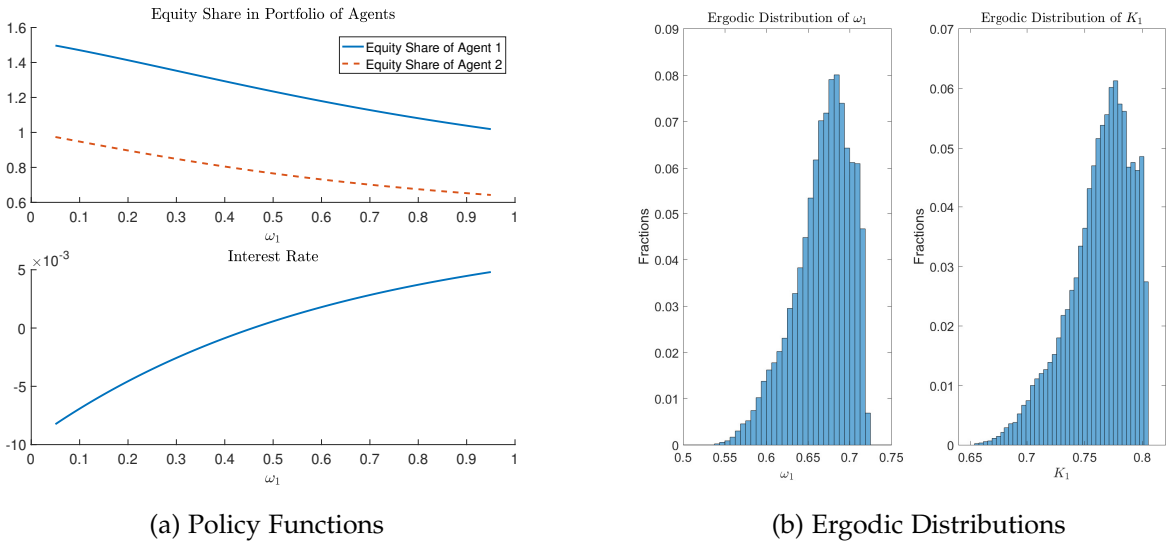 Equity Share in Portfolio of Agents
1.6
1.4
1.2
1
0.8
0.6
Equity Share of Agent 1
Equity Share of Agent 2
0 0.1 0.2 0.3 0.4 0.5 0.6 0.7 0.8 0.9 1
ω₁
×10⁻³
Interest Rate
5
0
-5
-10
0 0.1 0.2 0.3 0.4 0.5 0.6 0.7 0.8 0.9 1
ω₁
(a) Policy Functions
Ergodic Distribution of ω₁
0.09
0.08
0.07
0.06
0.05
0.04
0.03
0.02
0.01
0
Fractions
0.5 0.55 0.6 0.65 0.7 0.75
ω₁
Ergodic Distribution of K₁
0.07
0.06
0.05
0.04
0.03
0.02
0.01
0
Fractions
0.65 0.7 0.75 0.8
K₁
(b) Ergodic Distributions